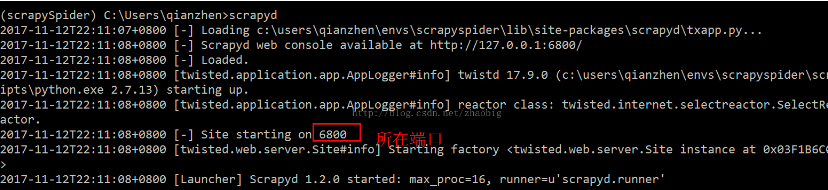 (scrapySpider) C:\Users\qianzhen>scrapyd
2017-11-12T22:11:07+0800 [-] Loading c:\users\qianzhen\envs\scrapyspider\lib\site-packages\scrapyd\txapp.py...
2017-11-12T22:11:08+0800 [-] Scrapyd web console available at http://127.0.0.1:6800/
2017-11-12T22:11:08+0800 [-] Loaded.
2017-11-12T22:11:08+0800 [twisted.application.app.AppLogger#info] twistd 17.9.0 (c:\users\qianzhen\envs\scrapyspider\scr
ipts\python.exe 2.7.13) starting up.
2017-11-12T22:11:08+0800 [twisted.application.app.AppLogger#info] reactor class: twisted.internet.selectreactor.SelectRe
actor.
http://blog.csdn.net/zhaobig
2017-11-12T22:11:08+0800 [-] Site starting on 6800
所在端口
2017-11-12T22:11:08+0800 [twisted.web.server.Site#info] Starting factory <twisted.web.server.Site instance at 0x03F1B6C0
>
2017-11-12T22:11:08+0800 [Launcher] Scrapyd 1.2.0 started: max_proc=16, runner=u'scrapyd.runner'